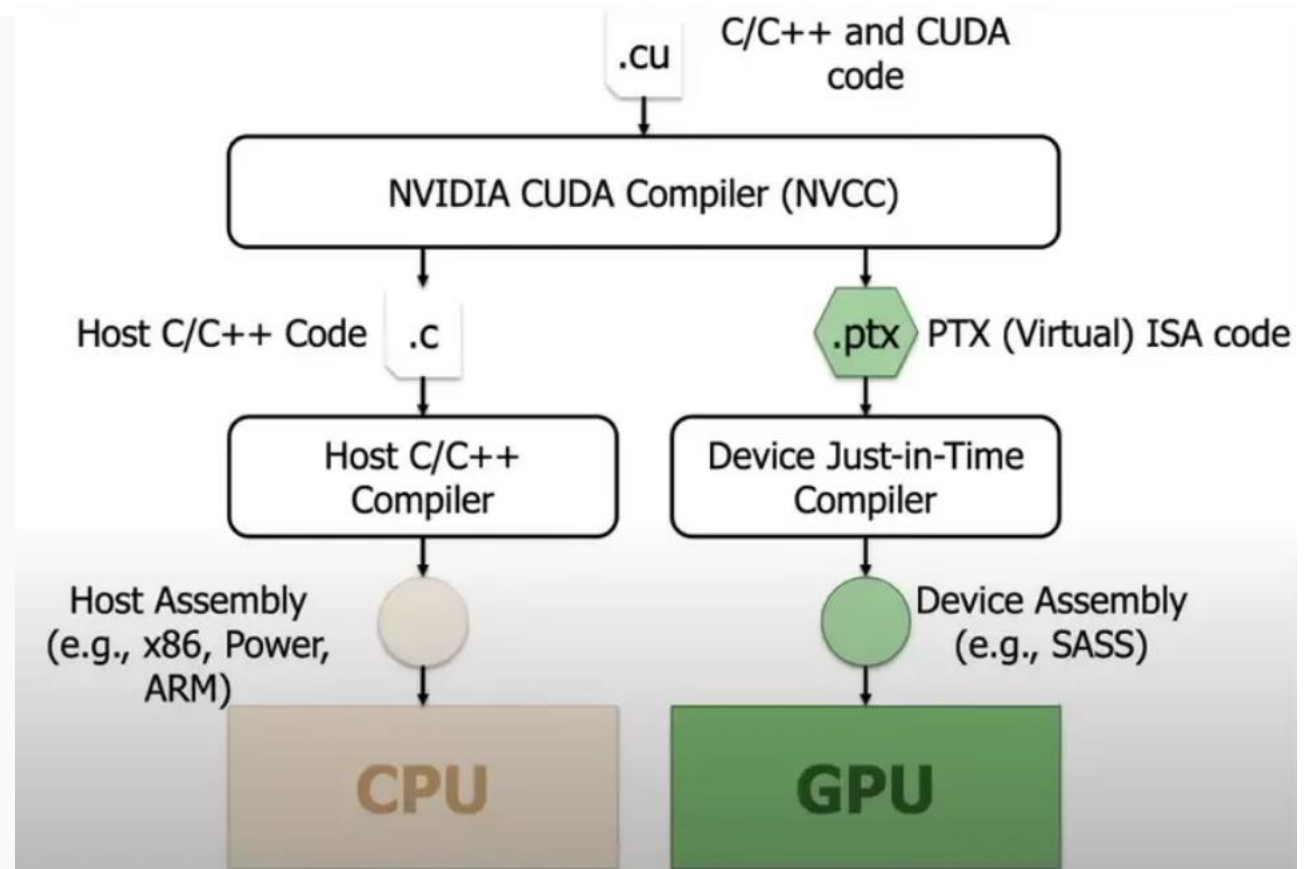 .cu
C/C++ and CUDA
code
NVIDIA CUDA Compiler (NVCC)
Host C/C++ Code
.c
.ptx
PTX (Virtual) ISA code
Host C/C++
Compiler
Device Just-in-Time
Compiler
Host Assembly
(e.g., x86, Power,
ARM)
Device Assembly
(e.g., SASS)
CPU
GPU